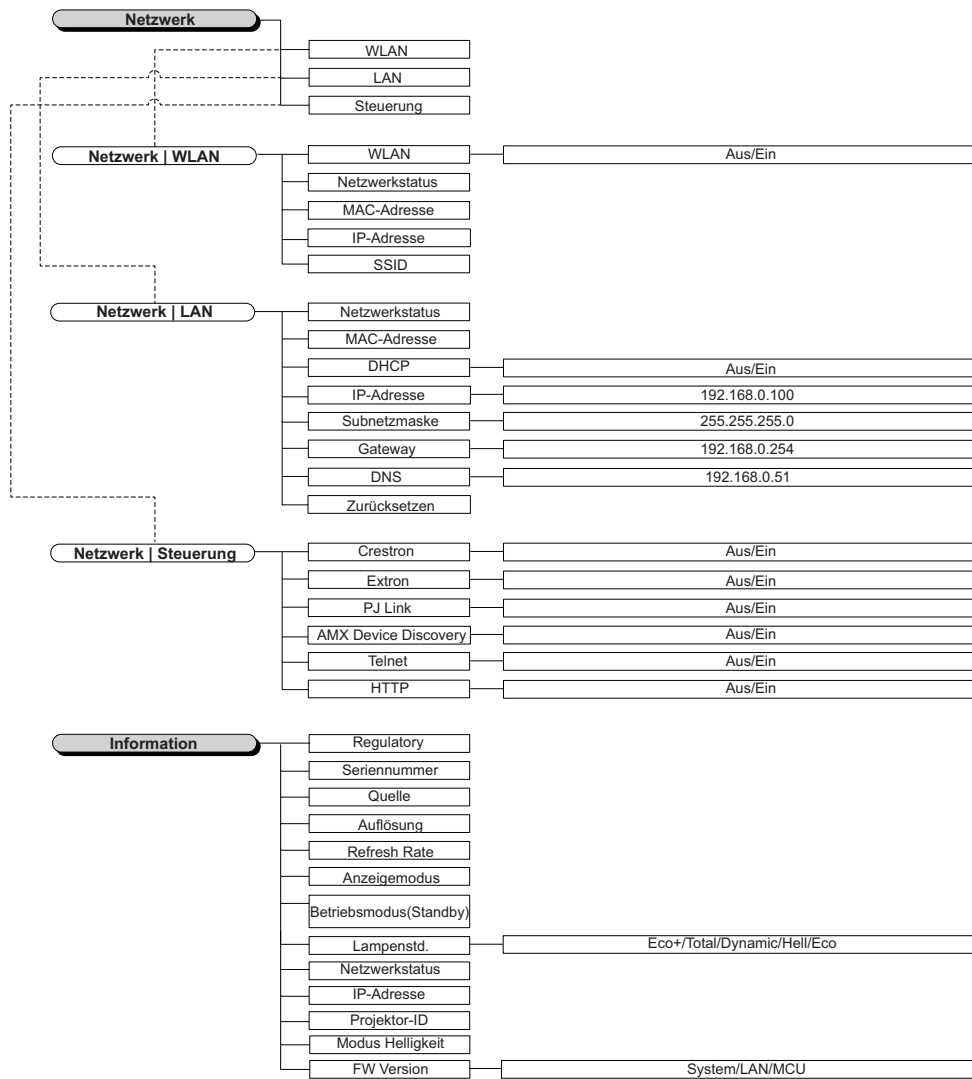 Netzwerk
WLAN
LAN
Steuerung
Netzwerk | WLAN
WLAN
Aus/Ein
Netzwerkstatus
MAC-Adresse
IP-Adresse
SSID
Netzwerk | LAN
Netzwerkstatus
MAC-Adresse
DHCP
Aus/Ein
IP-Adresse
192.168.0.100
Subnetzmaske
255.255.255.0
Gateway
192.168.0.254
DNS
192.168.0.51
Zurücksetzen
Netzwerk | Steuerung
Crestron
Aus/Ein
Extron
Aus/Ein
PJ Link
Aus/Ein
AMX Device Discovery
Aus/Ein
Telnet
Aus/Ein
HTTP
Aus/Ein
Information
Regulatory
Seriennummer
Quelle
Auflösung
Refresh Rate
Anzeigemodus
Betriebsmodus(Standby)
Lampenstd.
Eco+/Total/Dynamic/Hell/Eco
Netzwerkstatus
IP-Adresse
Projektor-ID
Modus Helligkeit
FW Version
System/LAN/MCU